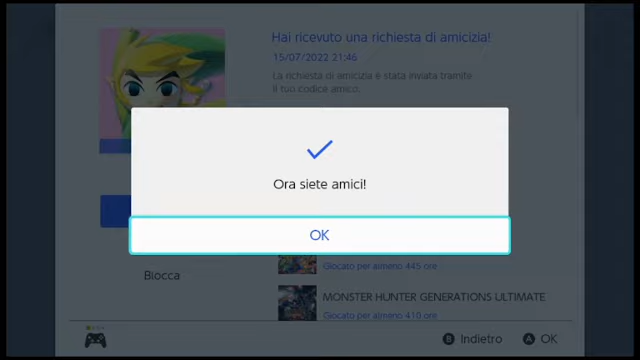 Hai ricevuto una richiesta di amicizia!
15/07/2022 21:46
La richiesta di amicizia è stata inviata tramite
il tuo codice amico.
Ora siete amici!
OK
Giocato per almeno 445 ore
Blocca
MONSTER HUNTER GENERATIONS ULTIMATE
Giocato per almeno 410 ore
B Indietro
A OK